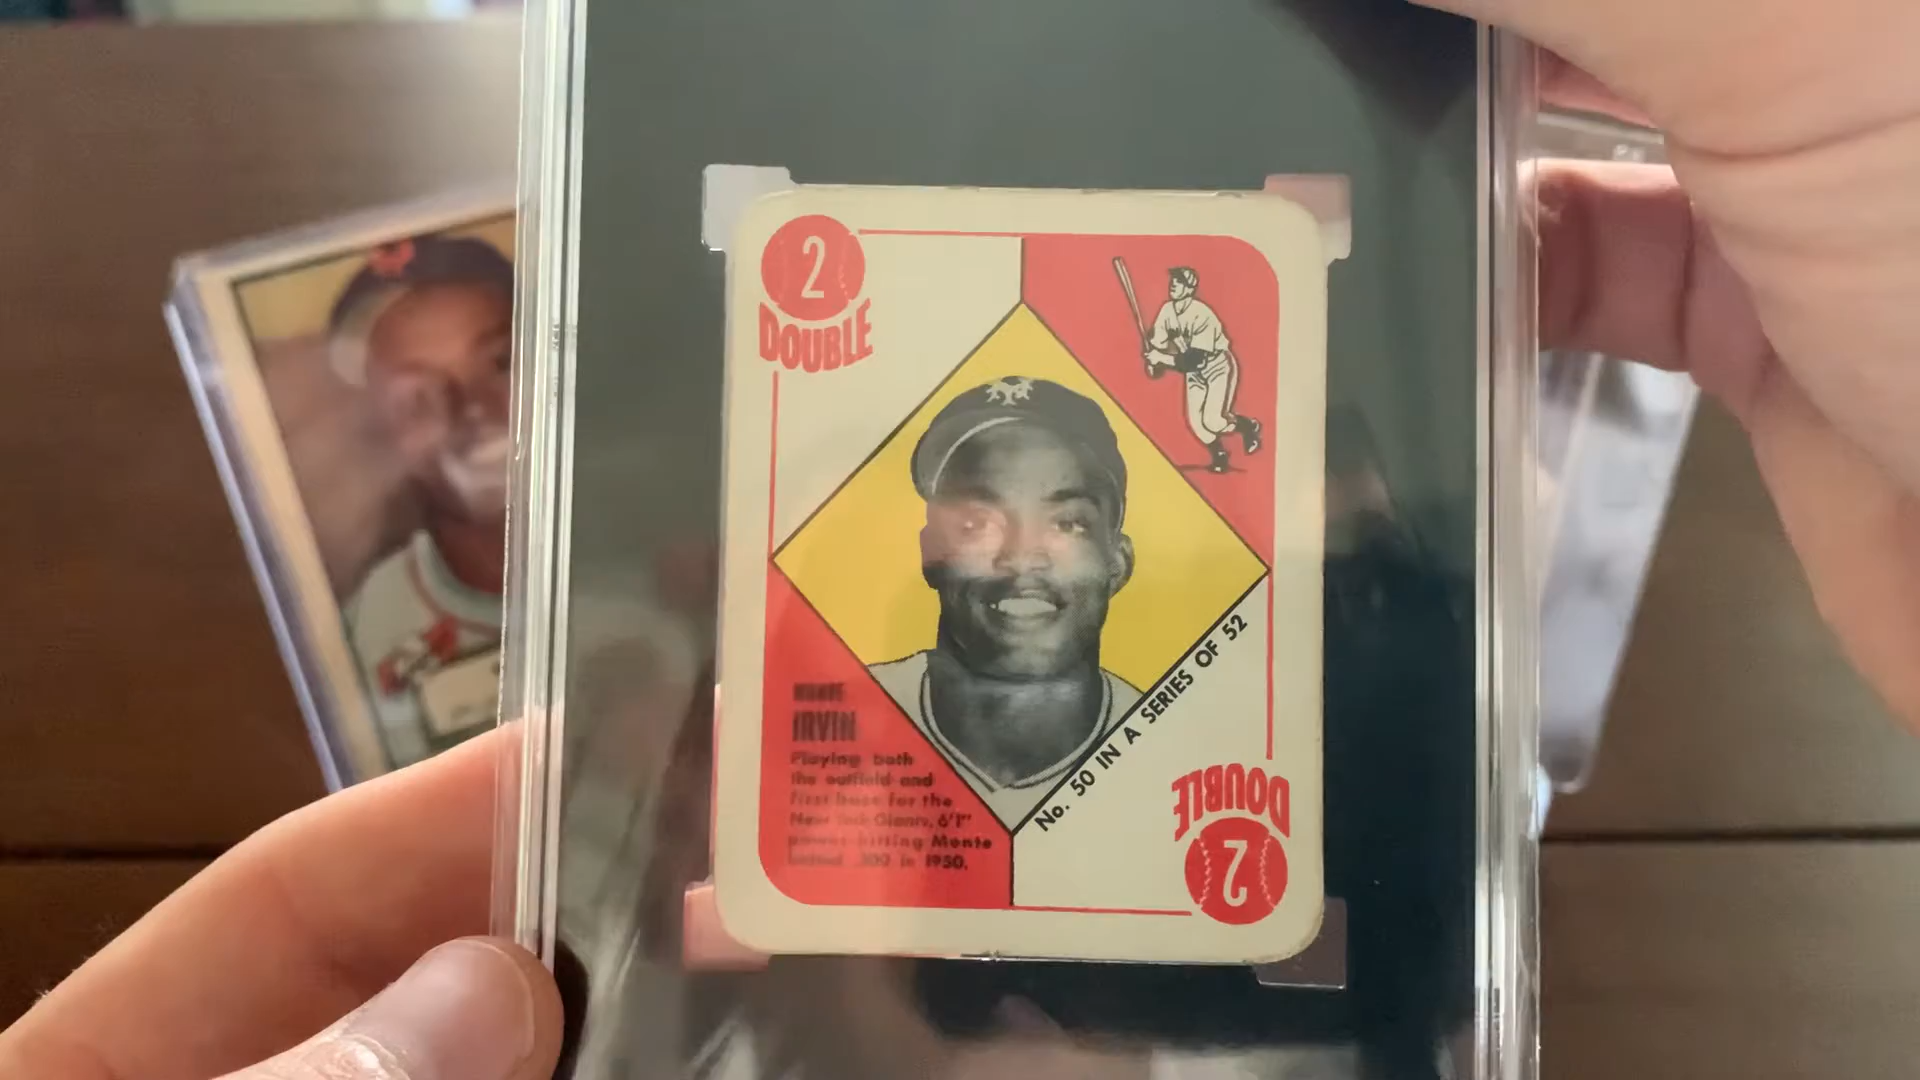 2
DOUBLE
IRVIN
Playing both
the outfield and
first base for the
New York Giants, 6'1"
power-hitting Monte
batted .300 in 1950.
No. 50 IN A SERIES OF 52
DOUBLE
2